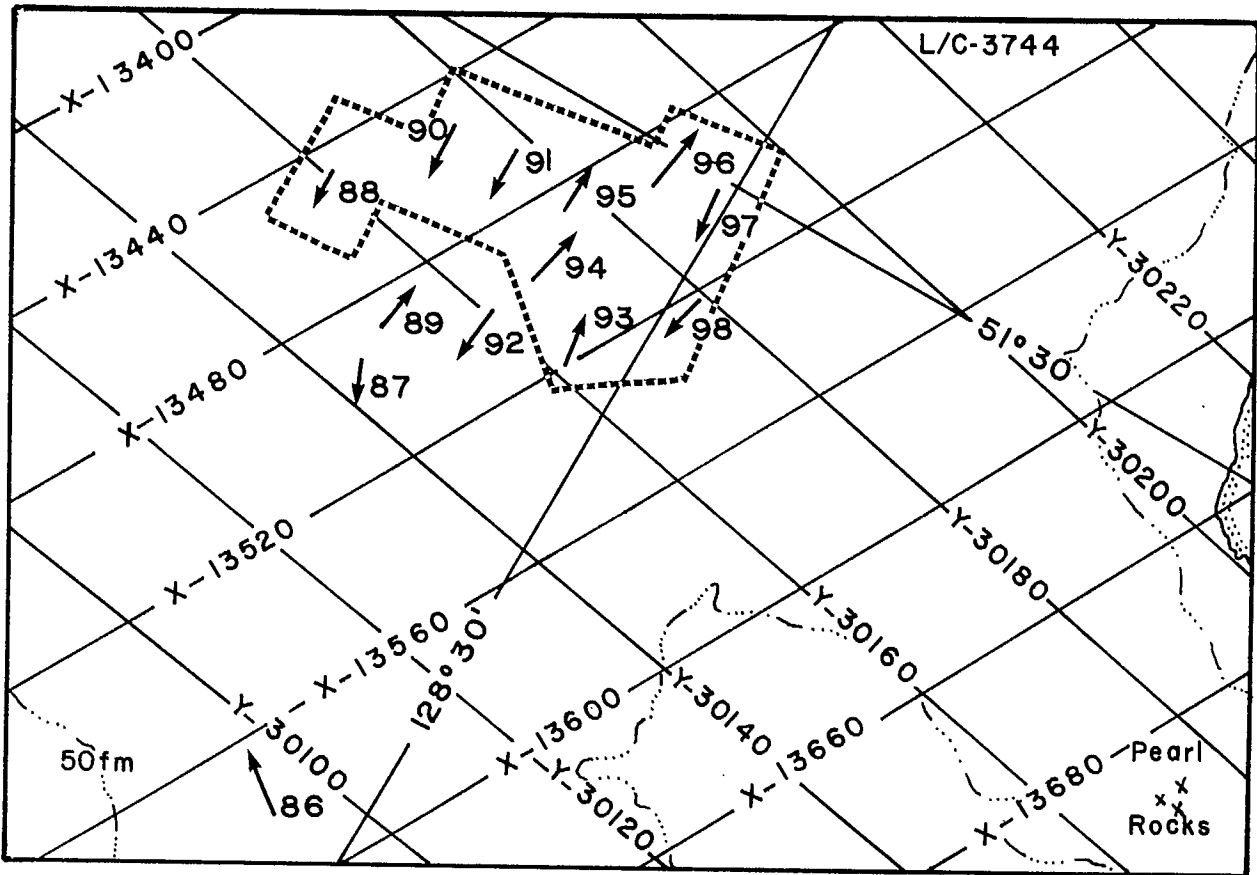 L/C-3744
X-13400
90
91
96
88
95
97
X-13440
Y-30220
94
89
93
98
92
51°30
X-13480
87
Y-30200
X-13520
Y-30180
X-13560
128°30'
Y-30160
X-13600
Y-30140
Y-30100
50fm
X-13660
Pearl
Rocks
X-13680
86
Y-30120